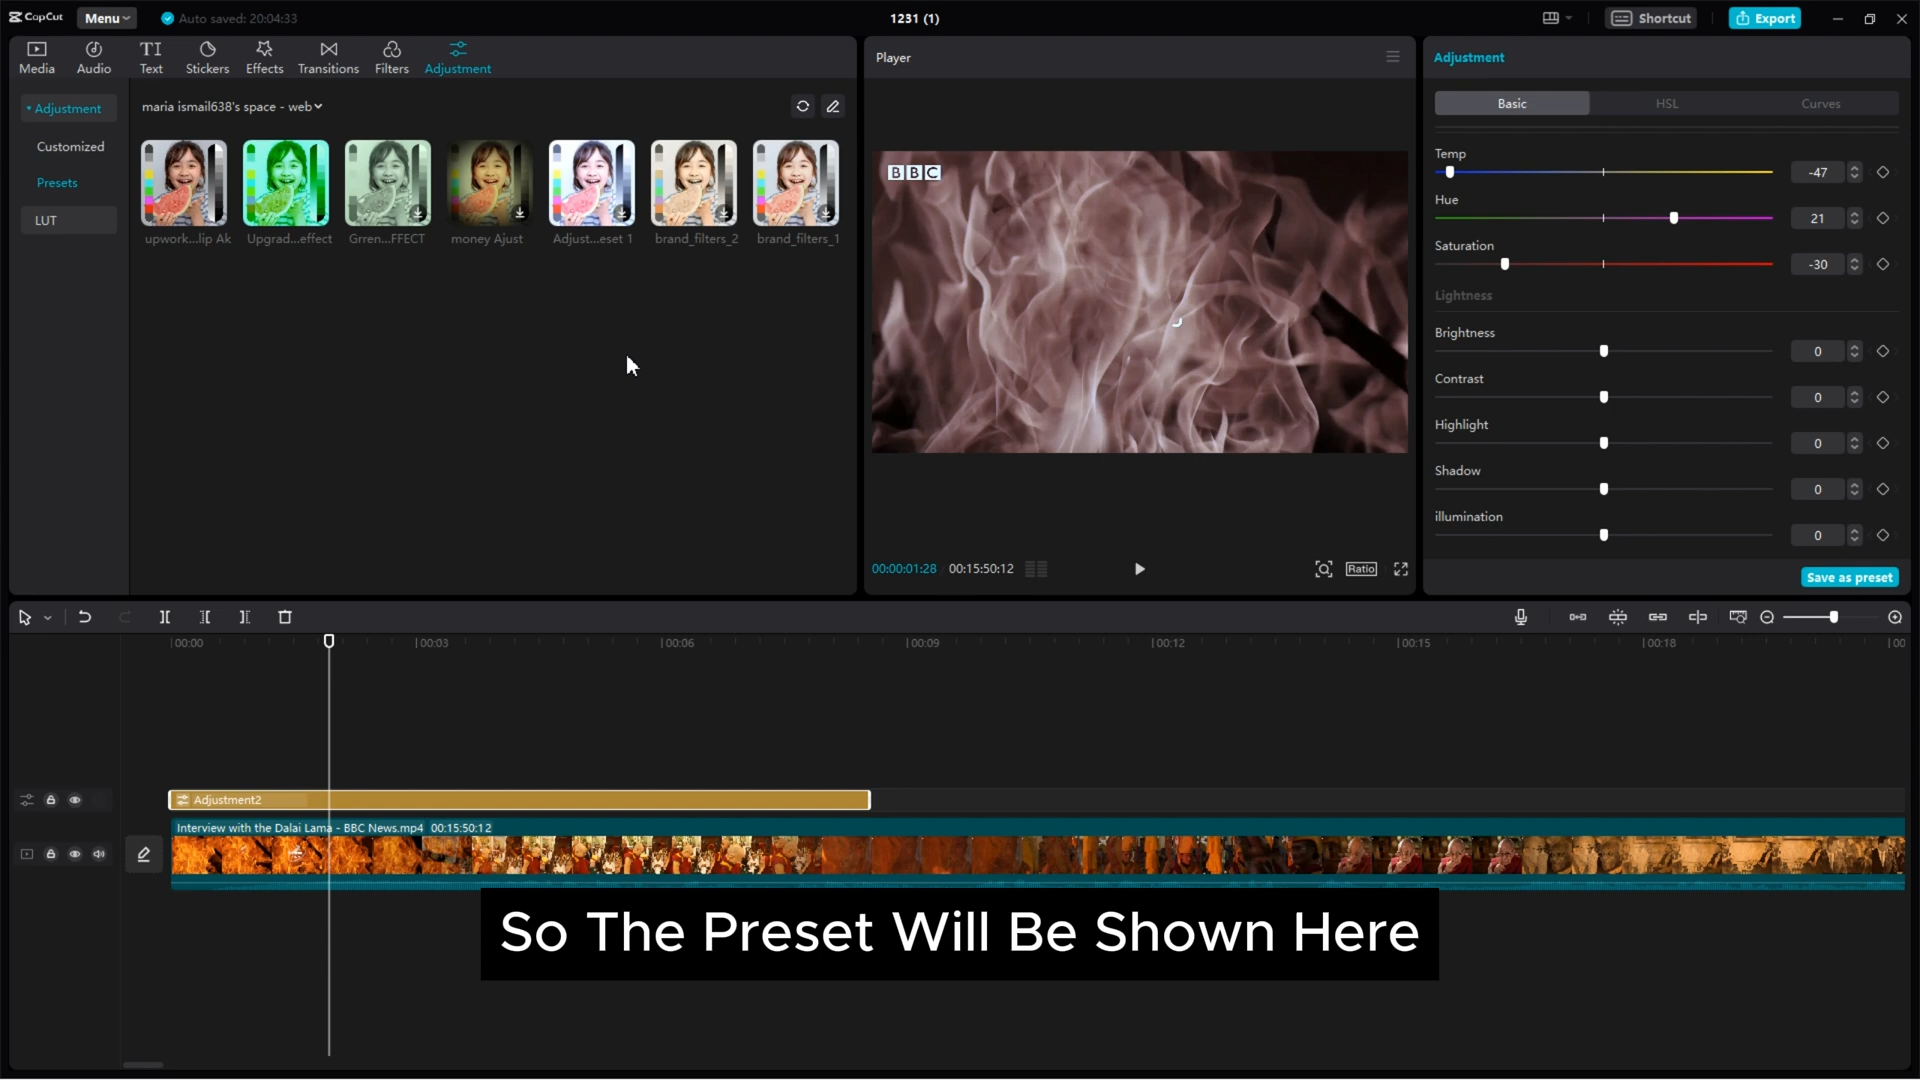 CapCut Menu Auto saved: 20:04:33 1231 (1) Shortcut Export
Media Audio Text Stickers Effects Transitions Filters Adjustment
Player
Adjustment
Adjustment
Customized
Presets
LUT
maria ismail638's space - web
upwork...lip Ak Upgrad...effect Grren...FFECT money Ajust Adjust...eset 1 brand_filters_2 brand_filters_1
BBC
00:00:01:28 00:15:50:12 Ratio
Basic HSL Curves
Temp -47
Hue 21
Saturation -30
Lightness
Brightness 0
Contrast 0
Highlight 0
Shadow 0
illumination 0
Save as preset
00:00 00:03 00:06 00:09 00:12 00:15 00:18 00
Adjustment2
Interview with the Dalai Lama - BBC News.mp4 00:15:50:12
So The Preset Will Be Shown Here